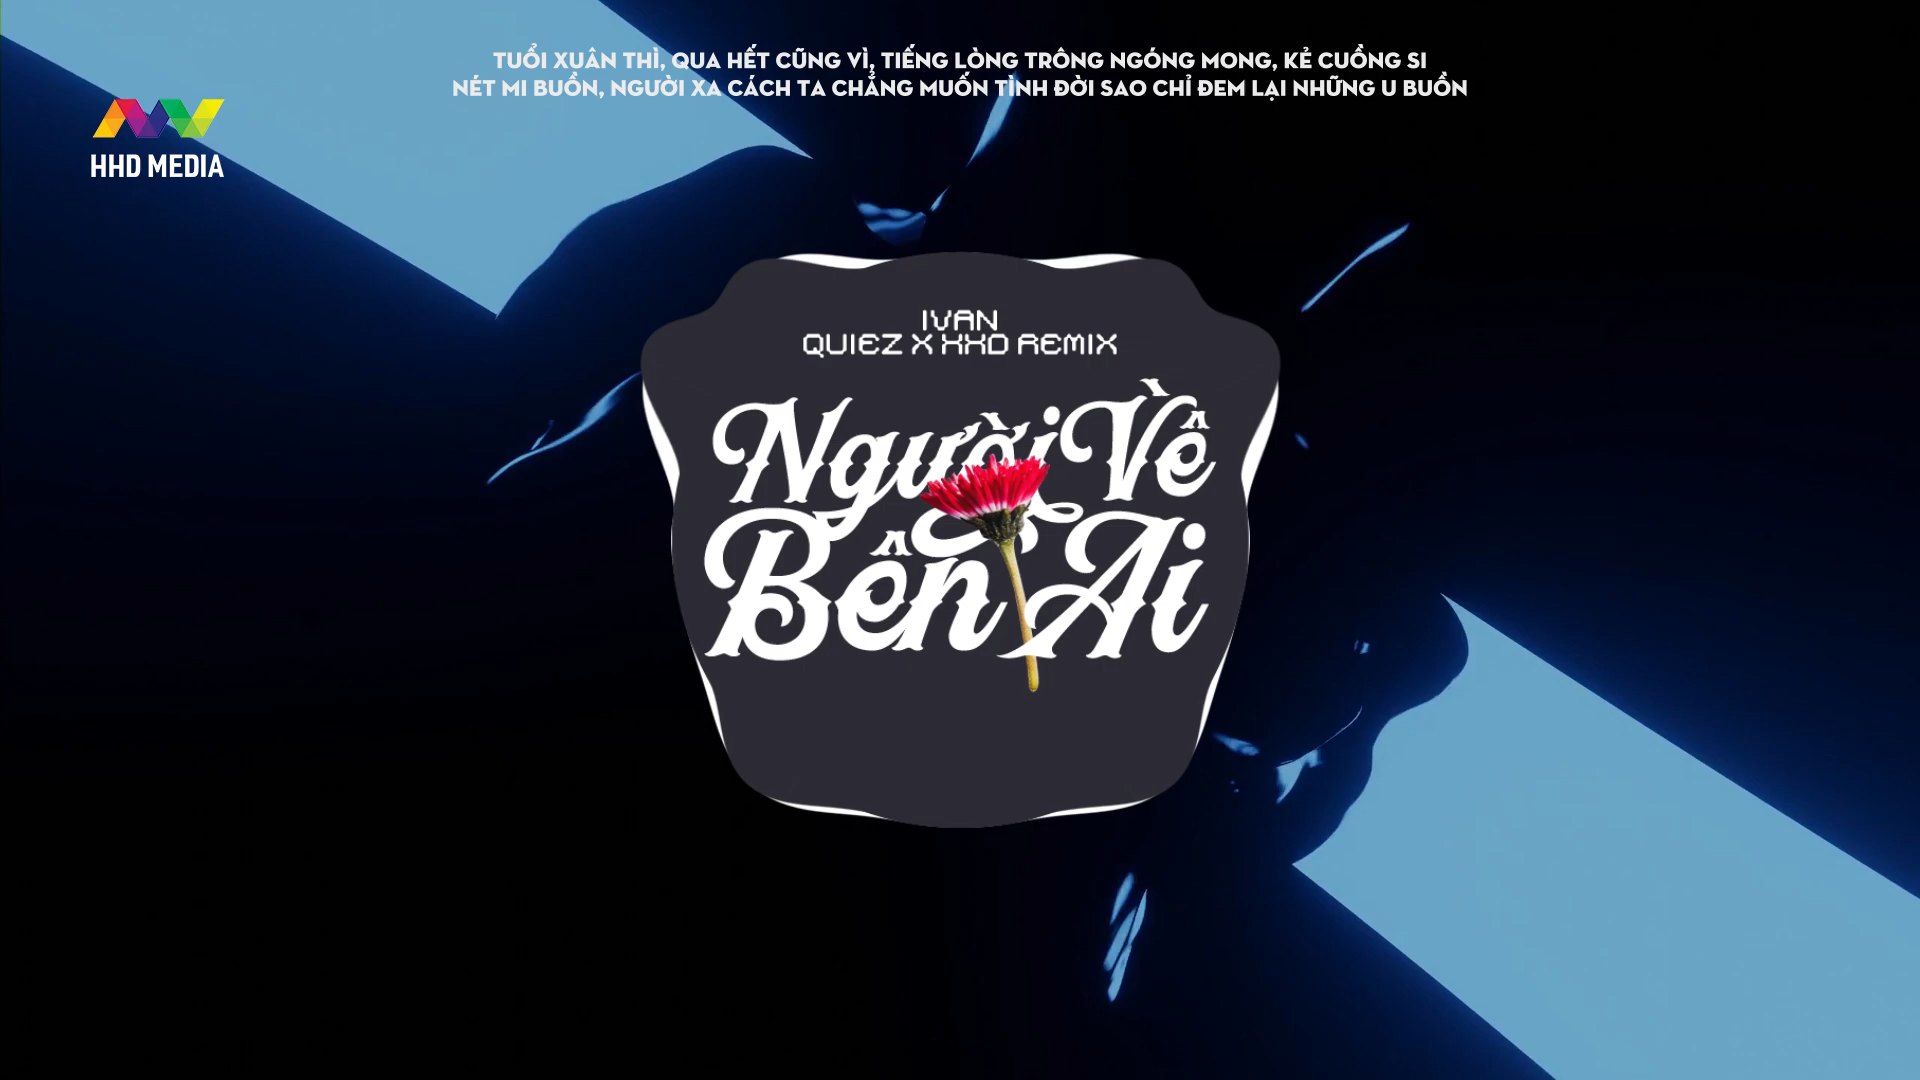 TUỔI XUÂN THÌ, QUA HẾT CŨNG VÌ, TIẾNG LÒNG TRÔNG NGÓNG MONG, KẺ CUỒNG SI
NÉT MI BUỒN, NGƯỜI XA CÁCH TA CHẲNG MUỐN TÌNH ĐỜI SAO CHỈ ĐEM LẠI NHỮNG U BUỒN
HHD MEDIA
IVAN
QUIEZ X HHD REMIX
Người Về
Bên Ai